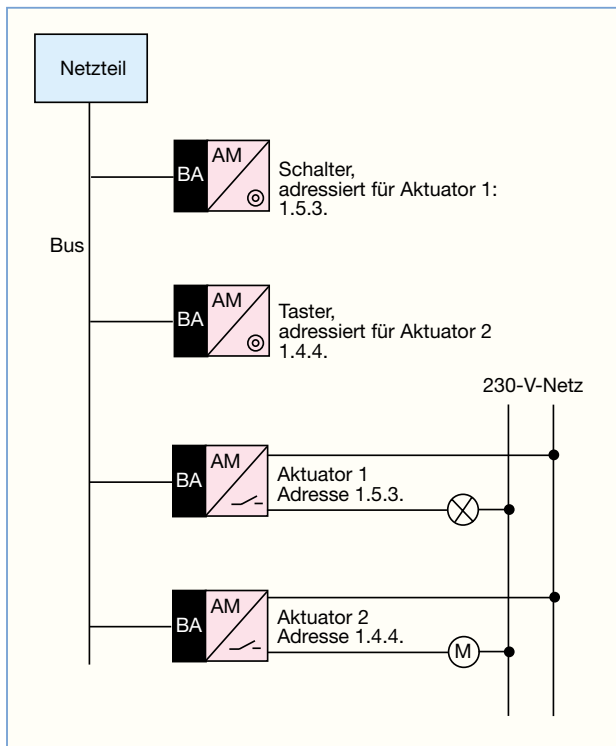 Netzteil
BA
AM
Schalter,
adressiert für Aktuator 1:
1.5.3.
Bus
BA
AM
Taster,
adressiert für Aktuator 2
1.4.4.
230-V-Netz
BA
AM
Aktuator 1
Adresse 1.5.3.
BA
AM
Aktuator 2
Adresse 1.4.4.
M